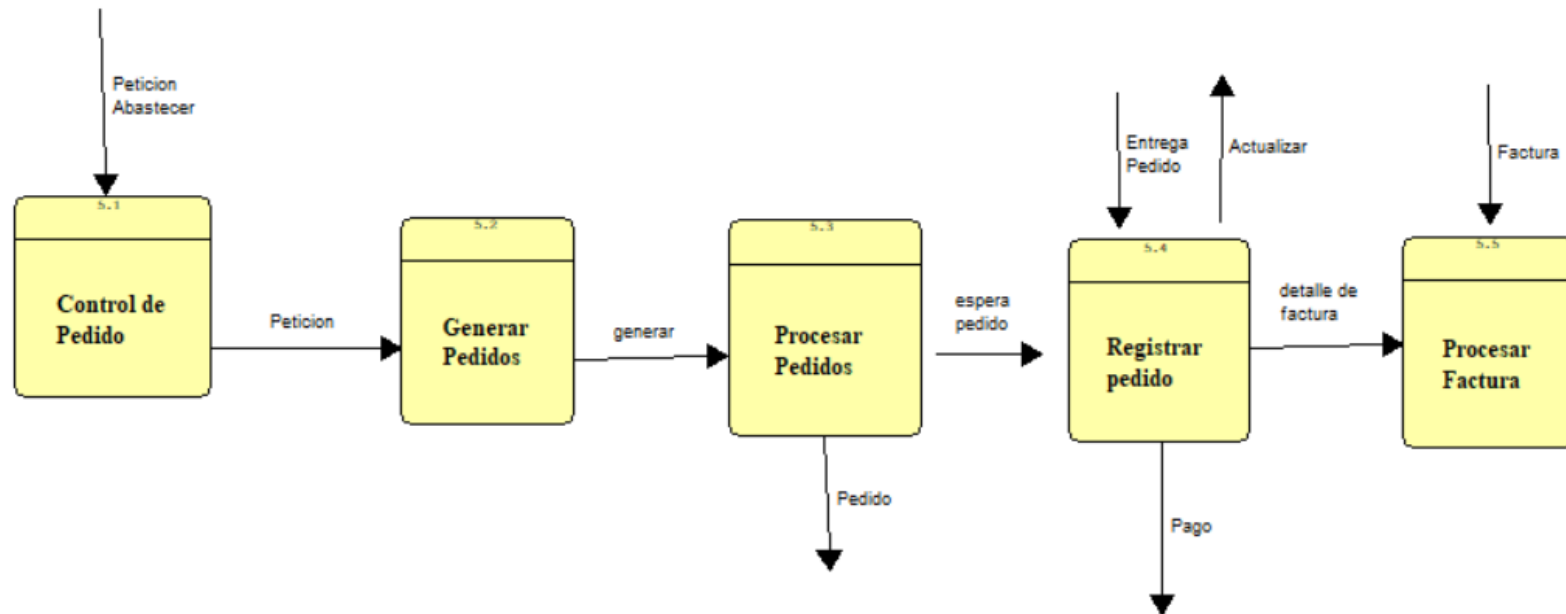 Peticion
Abastecer
Entrega
Pedido
Actualizar
Factura
5.1
5.2
5.3
5.4
5.5
Control de
Pedido
Peticion
Generar
Pedidos
generar
Procesar
Pedidos
espera
pedido
Registrar
pedido
detalle de
factura
Procesar
Factura
Pedido
Pago